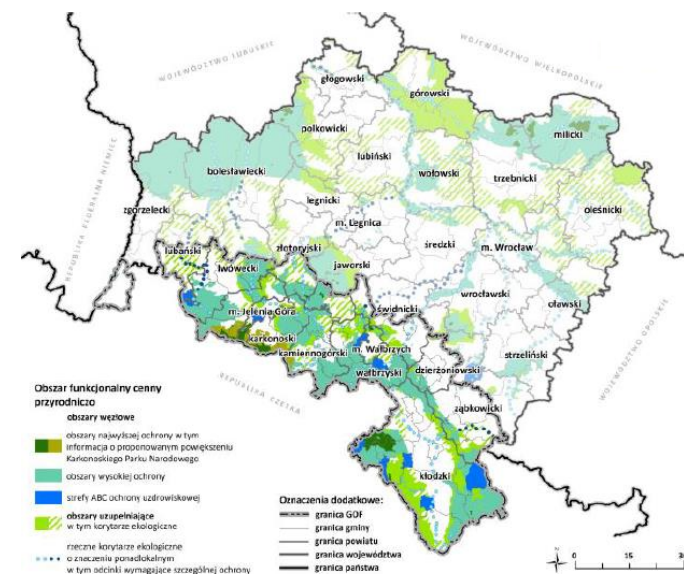 WOJEWÓDZTWO LUBUSKIE
WOJEWÓDZTWO WIELKOPOLSKIE
głogowski
górowski
polkowicki
milicki
lubiński
bolesławiecki
wołowski
trzebnicki
REPUBLIKA FEDERALNA NIEMIEC
zgorzelecki
legnicki
oleśnicki
m. Legnica
lubański
złotoryjski
średzki
m. Wrocław
lwówecki
jaworski
wrocławski
oławski
m. Jelenia Góra
świdnicki
karkonoski
kamiennogórski
m. Wałbrzych
strzeliński
wałbrzyski
dzierżoniowski
WOJEWÓDZTWO OPOLSKIE
REPUBLIKA CZESKA
ząbkowicki
kłodzki
Obszar funkcjonalny cenny
przyrodniczo
obszary węzłowe
obszary najwyższej ochrony w tym
informacja o proponowanym powiększeniu
Karkonoskiego Parku Narodowego
obszary wysokiej ochrony
strefy ABC ochrony uzdrowiskowej
obszary uzupełniające
w tym korytarze ekologiczne
rzeczne korytarze ekologiczne
o znaczeniu ponadlokalnym
w tym odcinki wymagające szczególnej ochrony
Oznaczenia dodatkowe:
granica GOF
granica gminy
granica powiatu
granica województwa
granica państwa
N
0 15 30